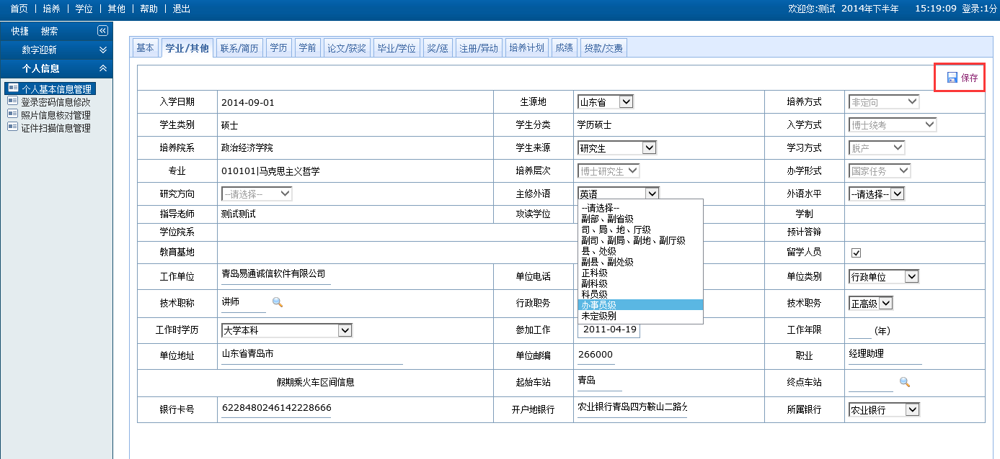 首页 | 培养 | 学位 | 其他 | 帮助 | 退出
欢迎您:测试 2014年下半年 15:19:09 登录:1分
快捷 搜索
数字迎新
个人信息
个人基本信息管理
登录密码信息修改
照片信息核对管理
证件扫描信息管理
基本 学业/其他 联系/简历 学历 学前 论文/获奖 毕业/学位 奖/惩 注册/异动 培养计划 成绩 贷款/交费
保存
入学日期 2014-09-01 生源地 山东省 培养方式 非定向
学生类别 硕士 学生分类 学历硕士 入学方式 博士统考
培养院系 政治经济学院 学生来源 研究生 学习方式 脱产
专业 010101|马克思主义哲学 培养层次 博士研究生 办学形式 国家任务
研究方向 --请选择-- 主修外语 英语 外语水平 --请选择--
指导老师 测试测试 攻读学位 学制
学位院系 预计答辩
教育基地 留学人员
工作单位 青岛易通诚信软件有限公司 单位电话 单位类别 行政单位
技术职称 讲师 行政职务 技术职务 正高级
--请选择--
副部、副省级
司、局、地、厅级
副司、副局、副地、副厅级
县、处级
副县、副处级
正科级
副科级
科员级
办事员级
未定级别
工作时学历 大学本科 参加工作 2011-04-19 工作年限 (年)
单位地址 山东省青岛市 单位邮编 266000 职业 经理助理
假期乘火车区间信息 起始车站 青岛 终点车站
银行卡号 6228480246142228666 开户地银行 农业银行青岛四方鞍山二路分 所属银行 农业银行